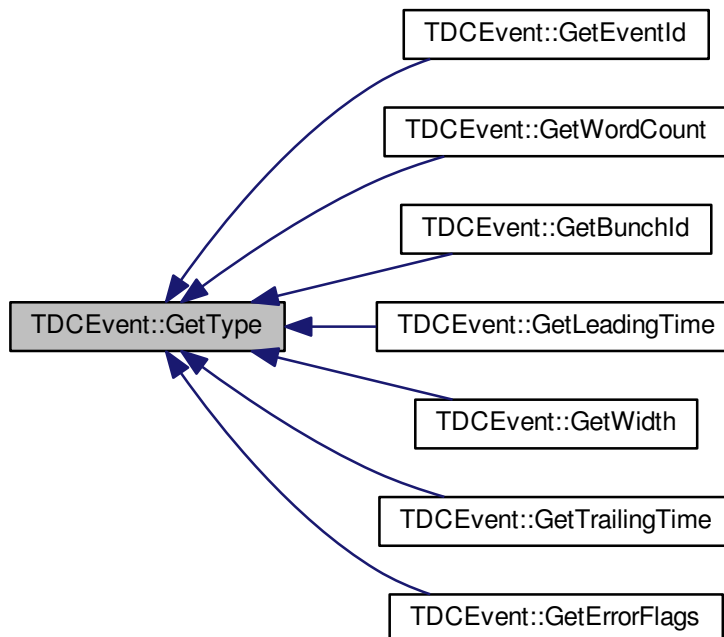 TDCEvent::GetEventId
TDCEvent::GetWordCount
TDCEvent::GetBunchId
TDCEvent::GetType
TDCEvent::GetLeadingTime
TDCEvent::GetWidth
TDCEvent::GetTrailingTime
TDCEvent::GetErrorFlags